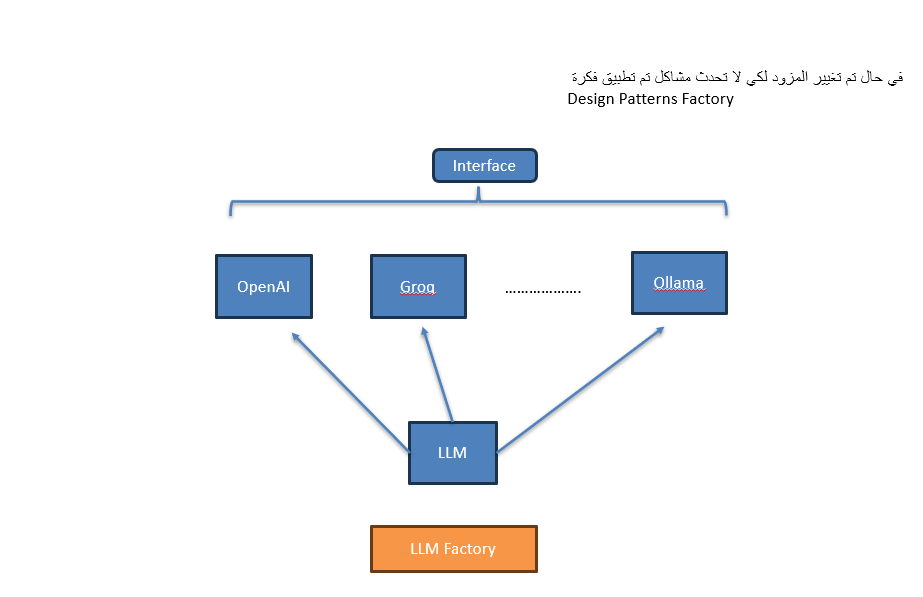 في حال تم تغيير المزود لكي لا تحدث مشاكل تم تطبيق فكرة
Design Patterns Factory
Interface
OpenAI
Groq
...................
Ollama
LLM
LLM Factory